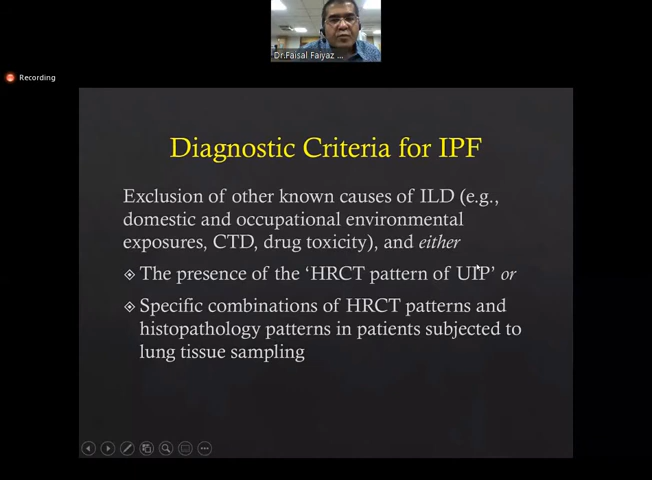 Dr.Faisal Faiyaz ...
Recording
Diagnostic Criteria for IPF
Exclusion of other known causes of ILD (e.g.,
domestic and occupational environmental
exposures, CTD, drug toxicity), and either
The presence of the ‘HRCT pattern of UIP’ or
Specific combinations of HRCT patterns and
histopathology patterns in patients subjected to
lung tissue sampling